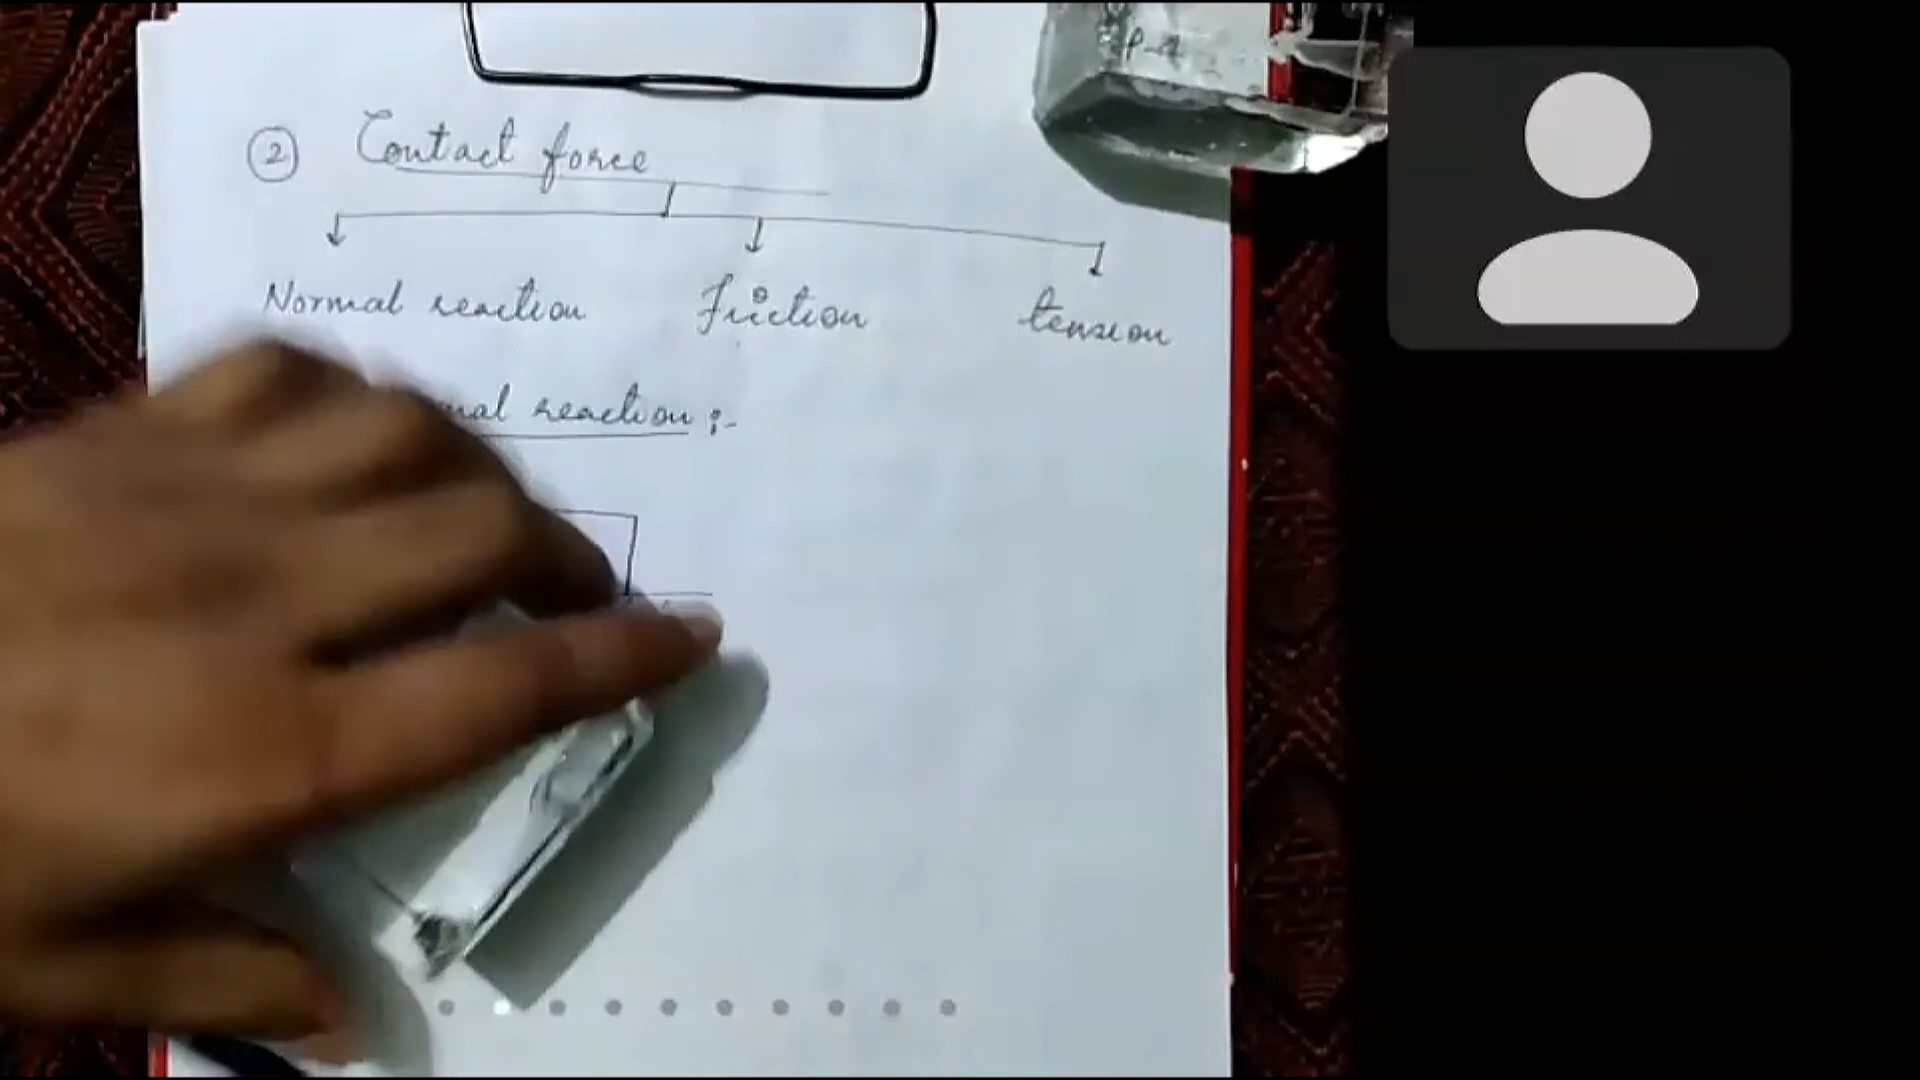 2 Contact force
Normal reaction friction tension
reaction :-